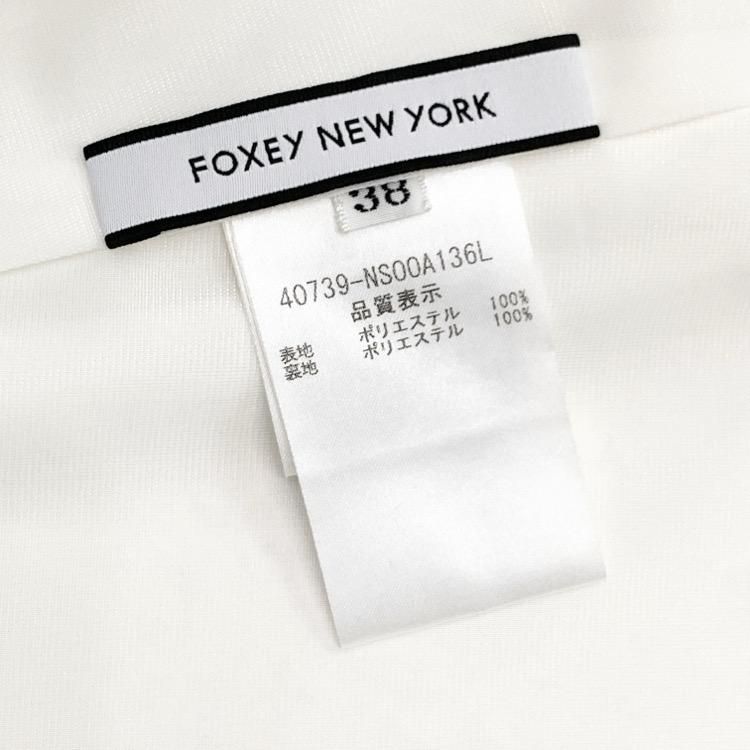 FOXEY NEW YORK
38
40739-NS00A136L
品質表示
表地 ポリエステル 100%
裏地 ポリエステル 100%